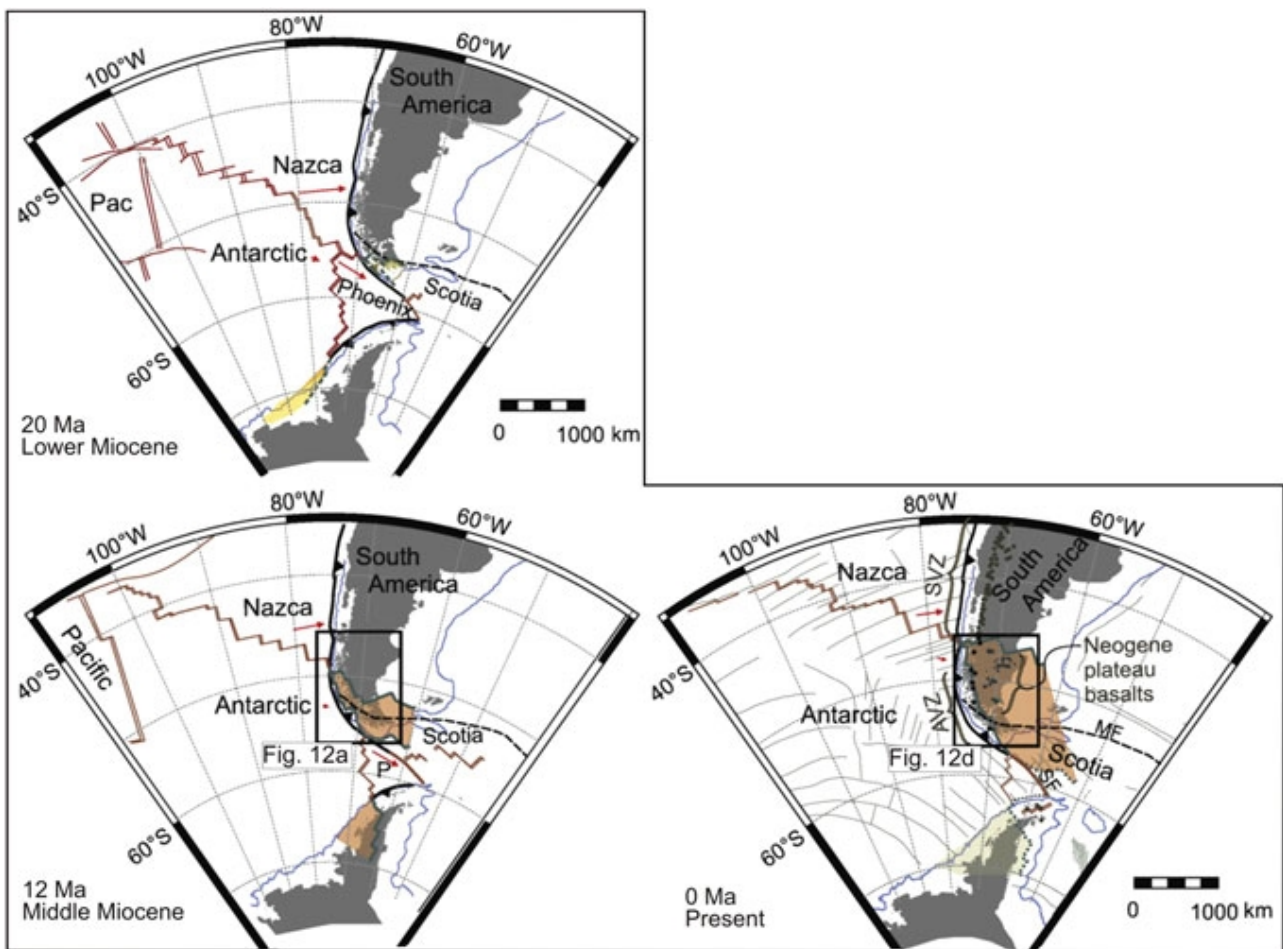 80°W
60°W
100°W
South
America
Nazca
40°S
Pac
Antarctic
Phoenix
Scotia
60°S
20 Ma
Lower Miocene
0 1000 km
80°W
60°W
100°W
South
America
Nazca
Pacific
40°S
Antarctic
Scotia
Fig. 12a
P
60°S
12 Ma
Middle Miocene
80°W
60°W
100°W
Nazca
SVZ
South
America
Neogene
plateau
basalts
40°S
Antarctic
AVZ
MF
Fig. 12d
Scotia
SF
60°S
0 Ma
Present
0 1000 km